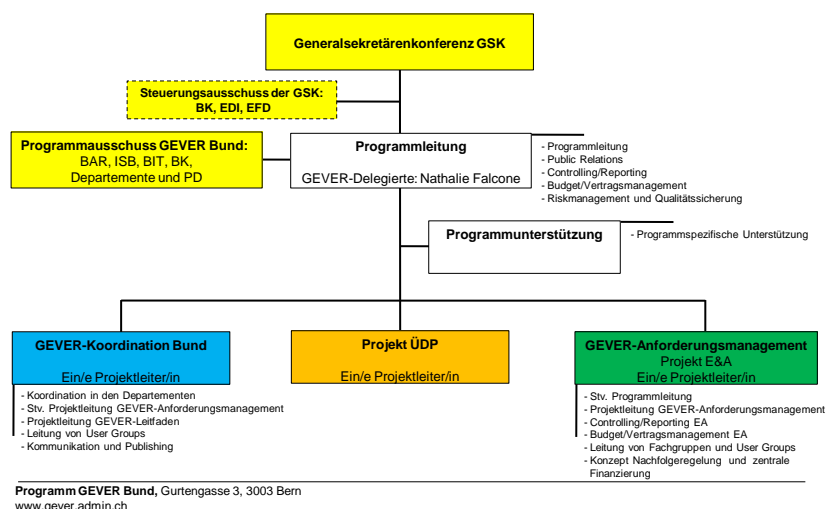 Generalsekretärenkonferenz GSK
Steuerungsausschuss der GSK:
BK, EDI, EFD
Programmausschuss GEVER Bund:
BAR, ISB, BIT, BK,
Departemente und PD
Programmleitung
GEVER-Delegierte: Nathalie Falcone
- Programmleitung
- Public Relations
- Controlling/Reporting
- Budget/Vertragsmanagement
- Riskmanagement und Qualitätssicherung
Programmunterstützung
- Programmspezifische Unterstützung
GEVER-Koordination Bund
Ein/e Projektleiter/in
- Koordination in den Departementen
- Stv. Projektleitung GEVER-Anforderungsmanagement
- Projektleitung GEVER-Leitfaden
- Leitung von User Groups
- Kommunikation und Publishing
Projekt ÜDP
Ein/e Projektleiter/in
GEVER-Anforderungsmanagement
Projekt E&A
Ein/e Projektleiter/in
- Stv. Programmleitung
- Projektleitung GEVER-Anforderungsmanagement
- Controlling/Reporting EA
- Budget/Vertragsmanagement EA
- Leitung von Fachgruppen und User Groups
- Konzept Nachfolgeregelung und zentrale
Finanzierung
Programm GEVER Bund, Gurtengasse 3, 3003 Bern
www.gever.admin.ch